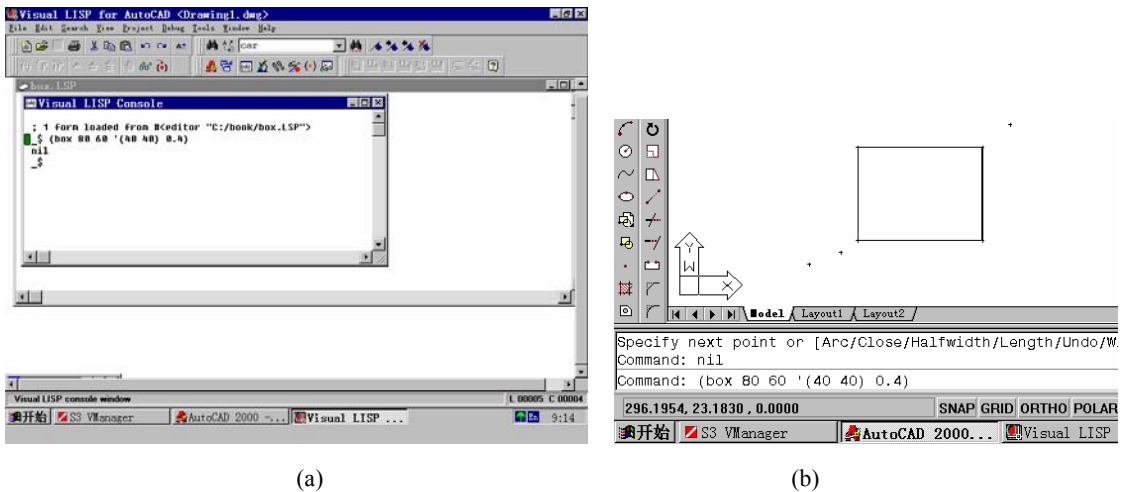 Visual LISP for AutoCAD <Drawing1.dwg>
File Edit Search View Project Debug Tools Window Help
car
box.LSP
Visual LISP Console
; 1 form loaded from #<editor "C:/book/box.LSP">
_$ (box 80 60 '(40 40) 0.4)
nil
_$
Visual LISP console window L 00005 C 00004
开始 S3 VManager AutoCAD 2000 -... Visual LISP ... En 9:14
(a)
Y
W
X
Model Layout1 Layout2
Specify next point or [Arc/Close/Halfwidth/Length/Undo/W
Command: nil
Command: (box 80 60 '(40 40) 0.4)
296.1954, 23.1830 , 0.0000 SNAP GRID ORTHO POLAR
开始 S3 VManager AutoCAD 2000... Visual LISP
(b)